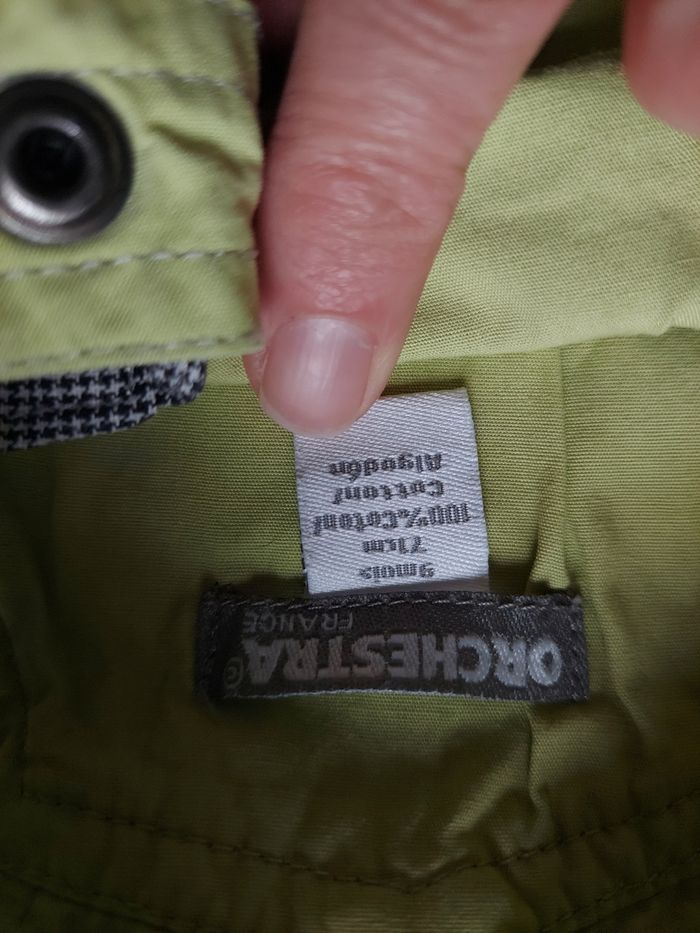 ORCHESTRA©
FRANCE
9mois
71cm
100%Coton/
Cotton/
Algodón